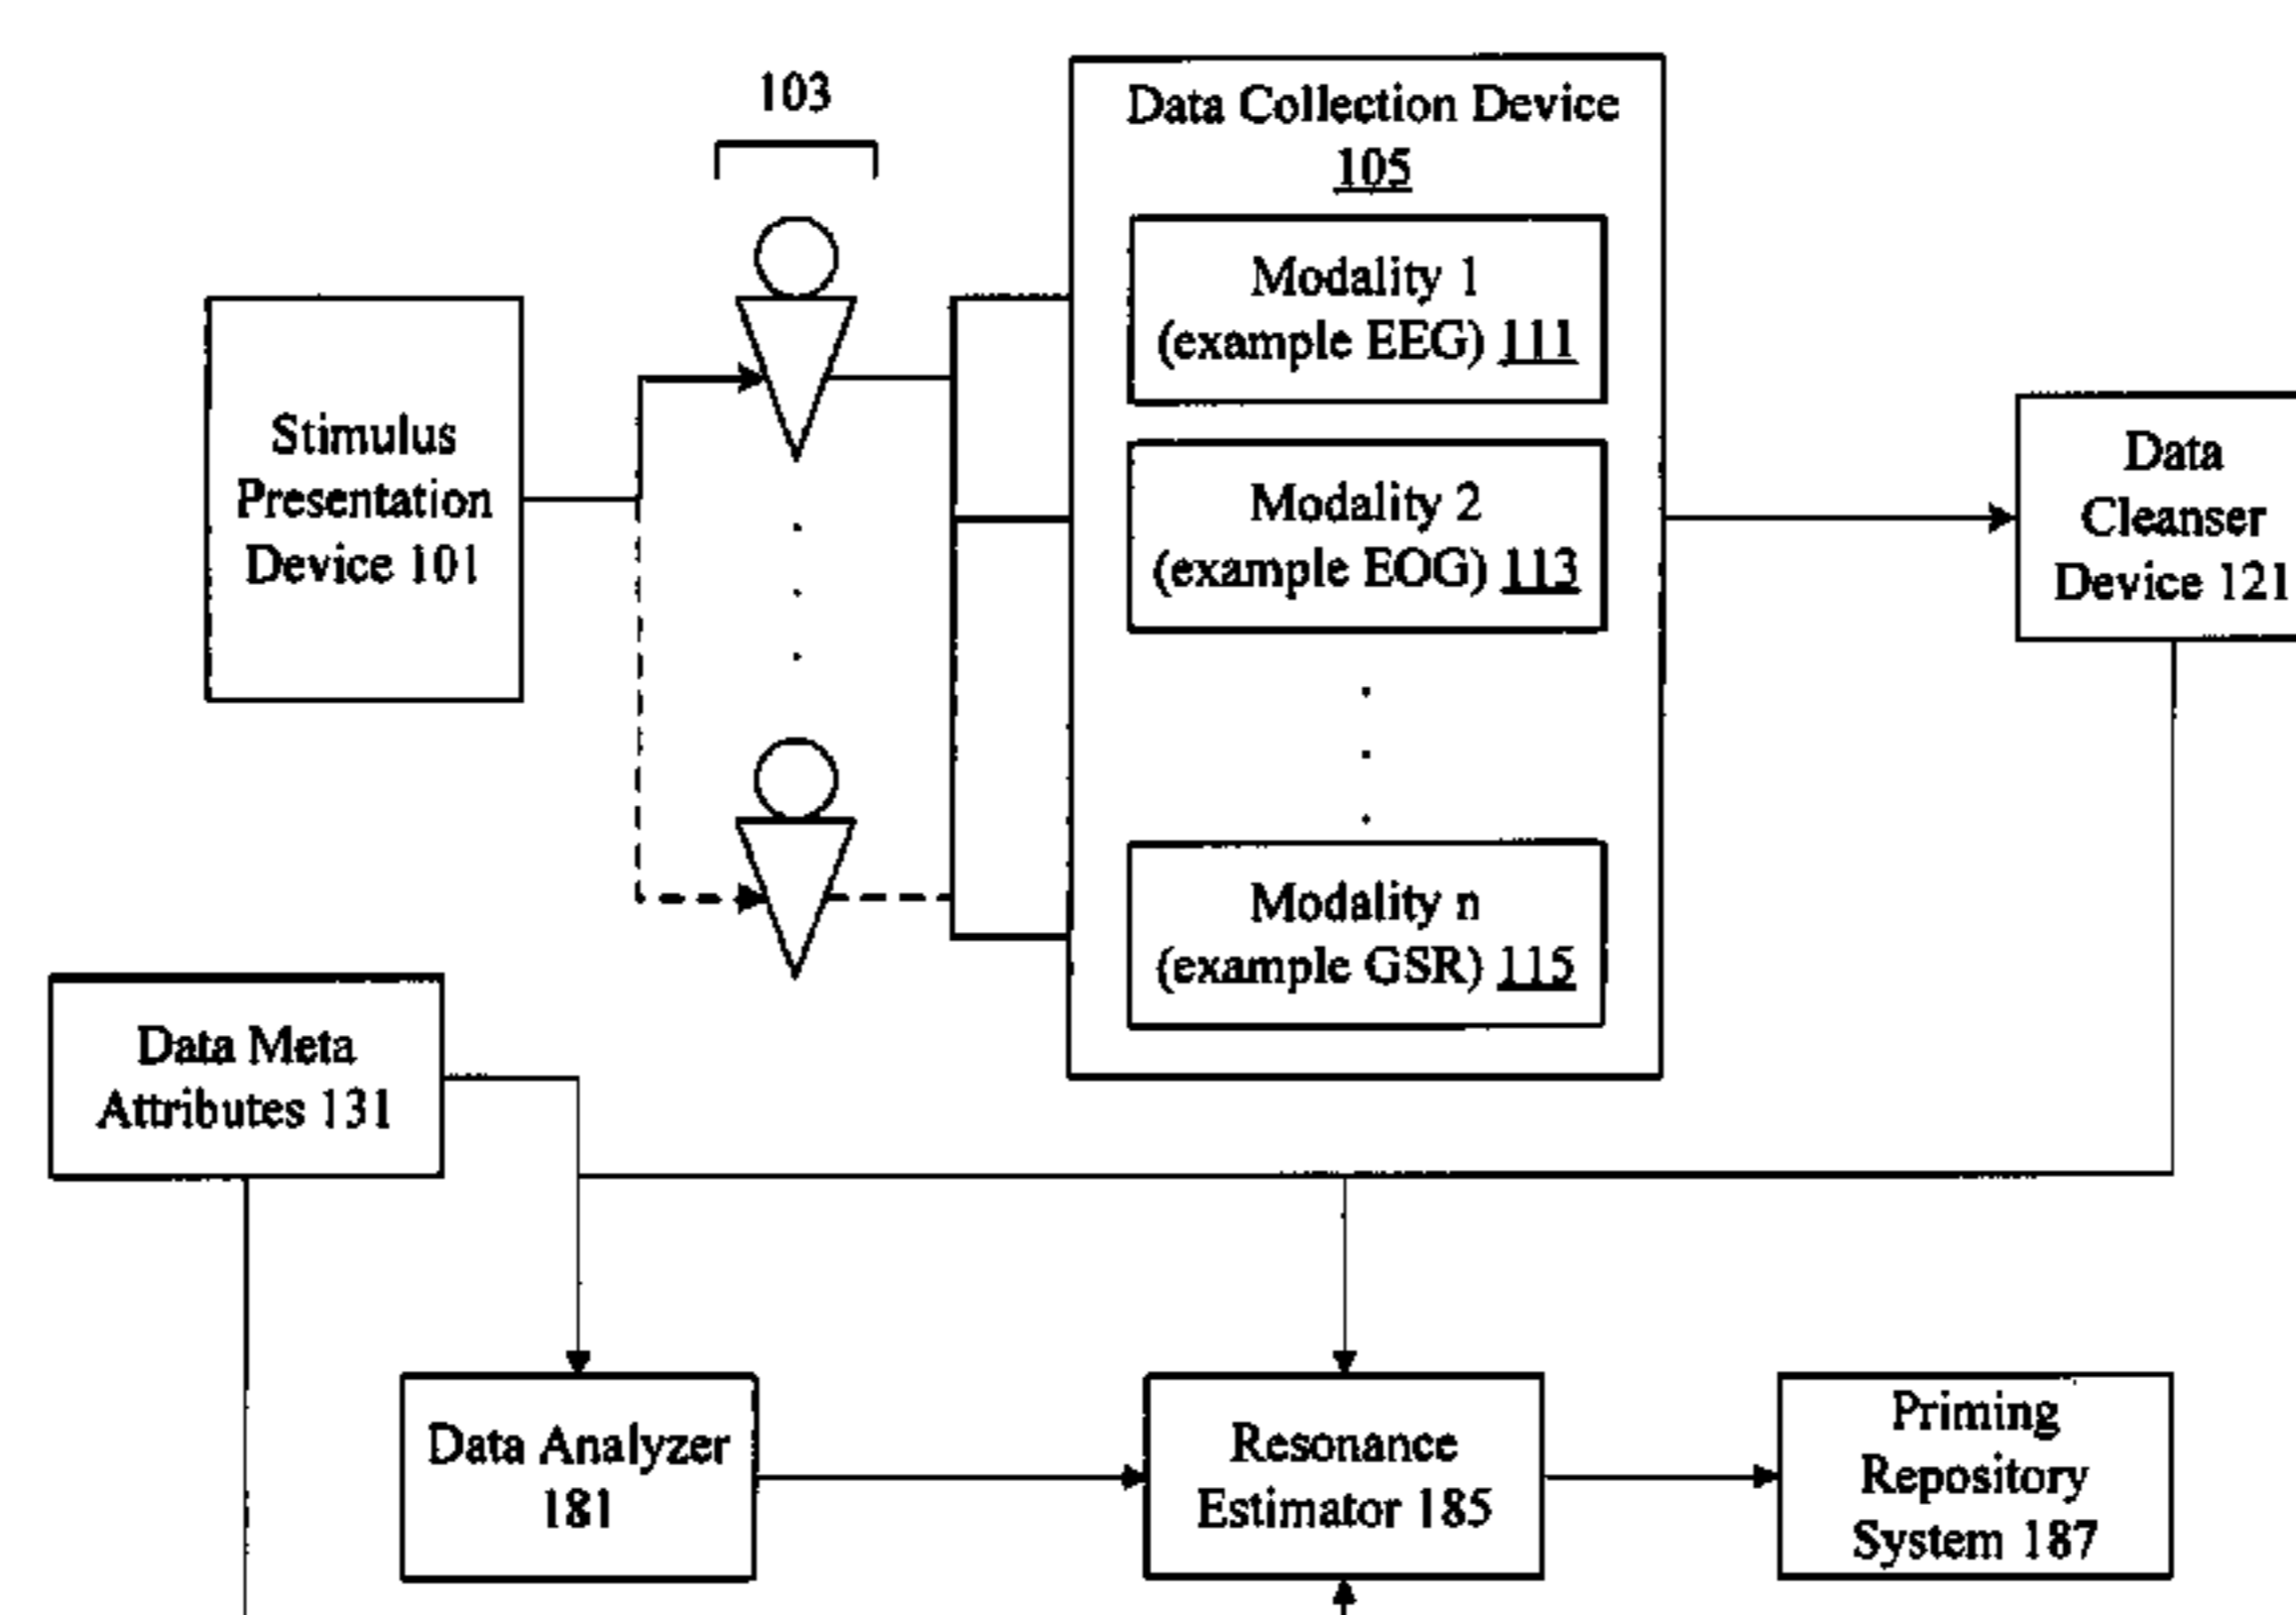 103
Data Collection Device
105
Modality 1
(example EEG) 111
Stimulus
Presentation
Device 101
Modality 2
(example EOG) 113
Data
Cleanser
Device 121
Modality n
(example GSR) 115
Data Meta
Attributes 131
Data Analyzer
181
Resonance
Estimator 185
Priming
Repository
System 187